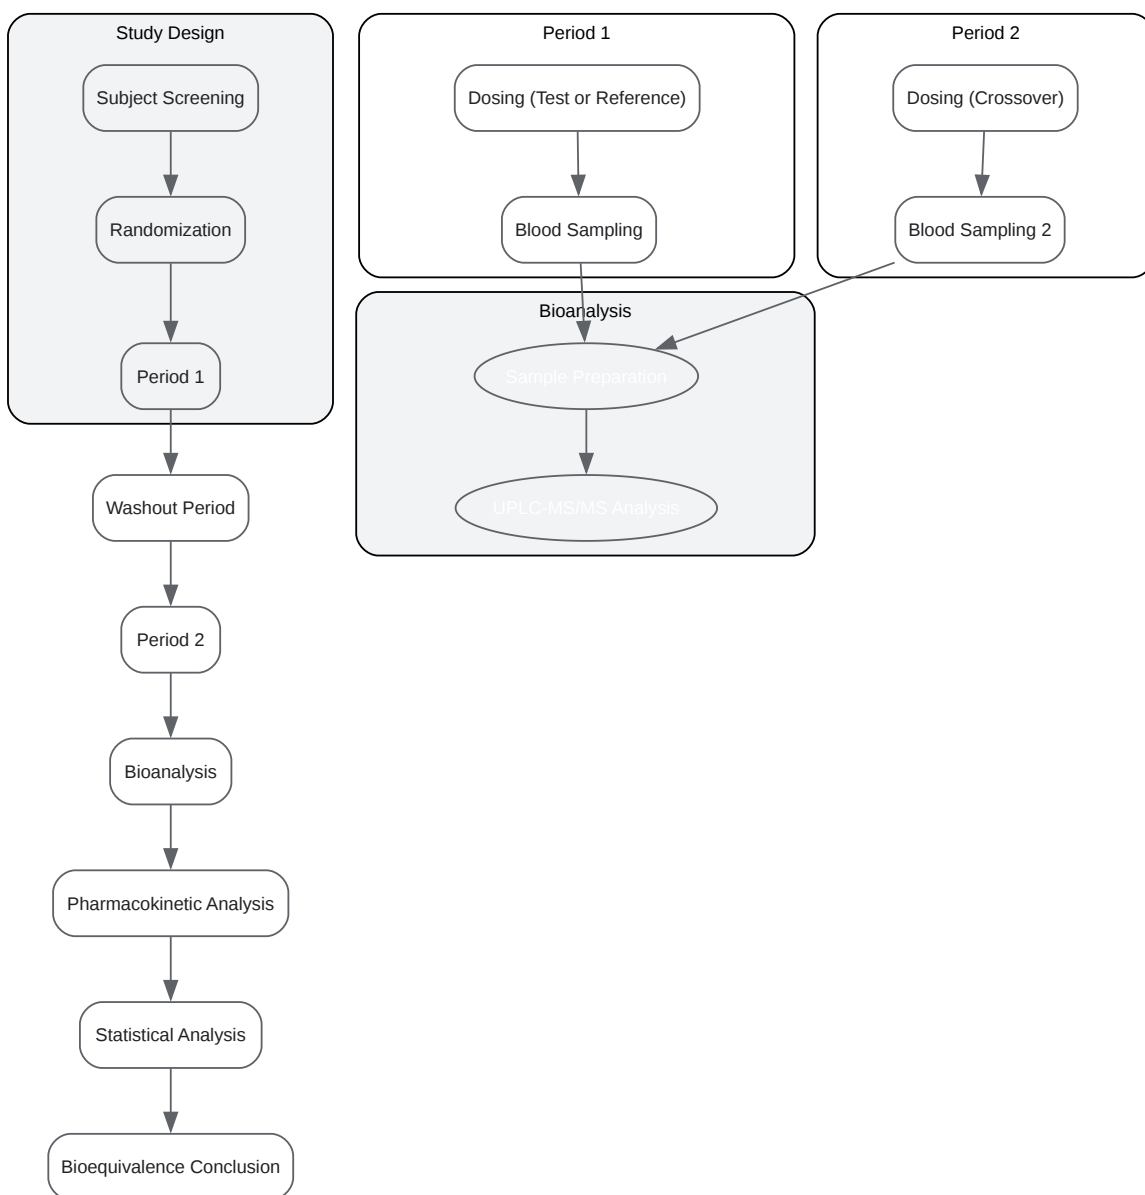 Study Design
Subject Screening
Randomization
Period 1
Washout Period
Period 2
Bioanalysis
Pharmacokinetic Analysis
Statistical Analysis
Bioequivalence Conclusion
Period 1
Dosing (Test or Reference)
Blood Sampling
Period 2
Dosing (Crossover)
Blood Sampling 2
Bioanalysis
Sample Preparation
UPLC-MS/MS Analysis